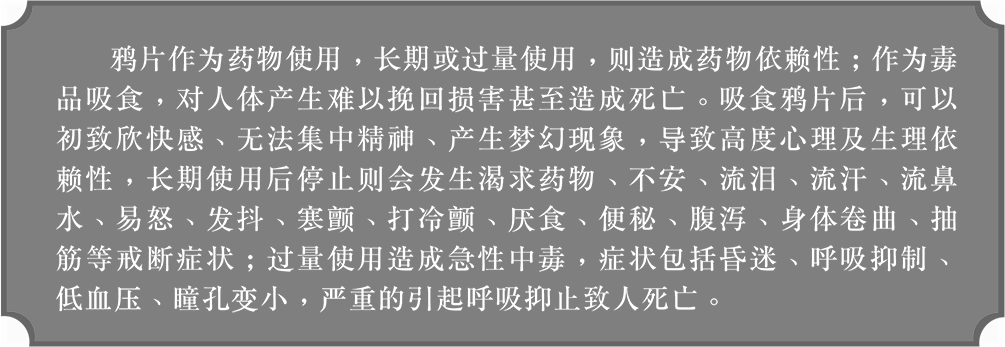 鸦片作为药物使用，长期或过量使用，则造成药物依赖性；作为毒
品吸食，对人体产生难以挽回损害甚至造成死亡。吸食鸦片后，可以
初致欣快感、无法集中精神、产生梦幻现象，导致高度心理及生理依
赖性，长期使用后停止则会发生渴求药物、不安、流泪、流汗、流鼻
水、易怒、发抖、寒颤、打冷颤、厌食、便秘、腹泻、身体卷曲、抽
筋等戒断症状；过量使用造成急性中毒，症状包括昏迷、呼吸抑制、
低血压、瞳孔变小，严重的引起呼吸抑止致人死亡。